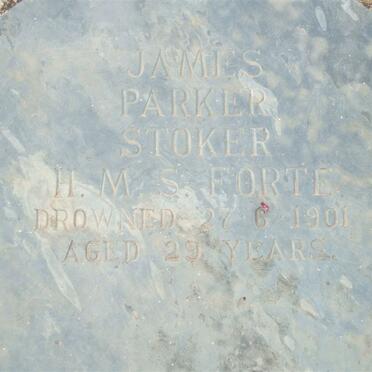 JAMES
PARKER
STOKER
H. M. S. FORTE.
DROWNED 27 6 1901
AGED 29 YEARS.